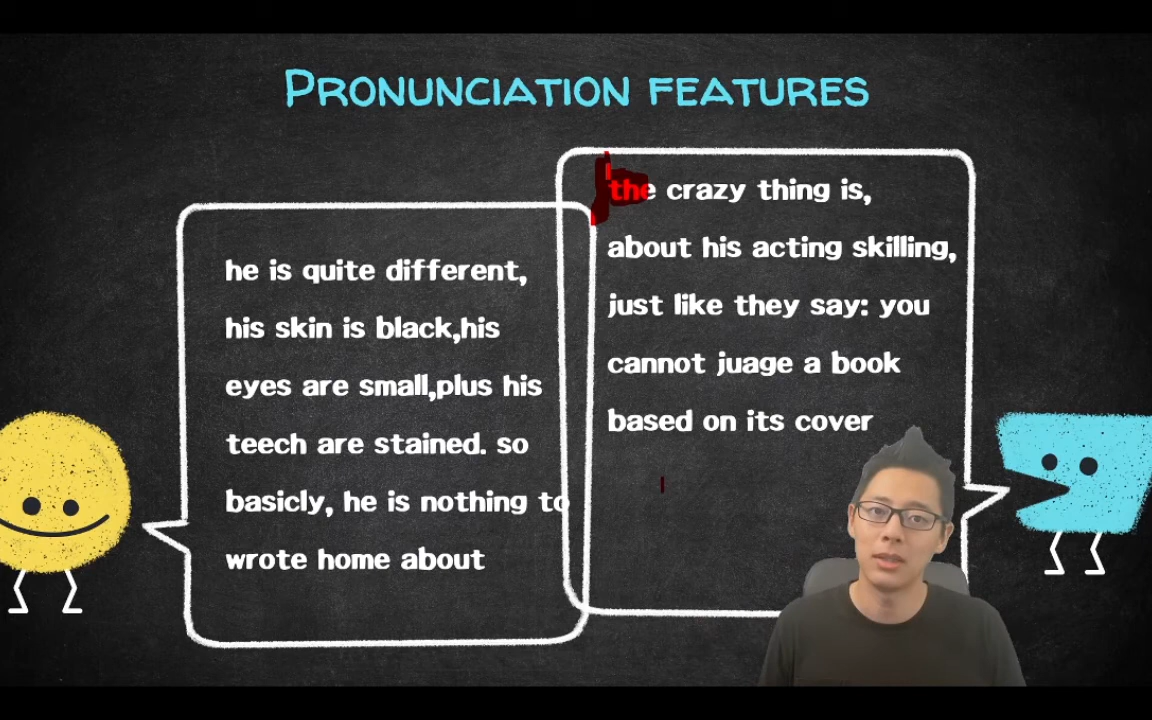 PRONUNCIATION FEATURES
he is quite different,
his skin is black,his
eyes are small,plus his
teech are stained. so
basicly, he is nothing to
wrote home about
the crazy thing is,
about his acting skilling,
just like they say: you
cannot juage a book
based on its cover